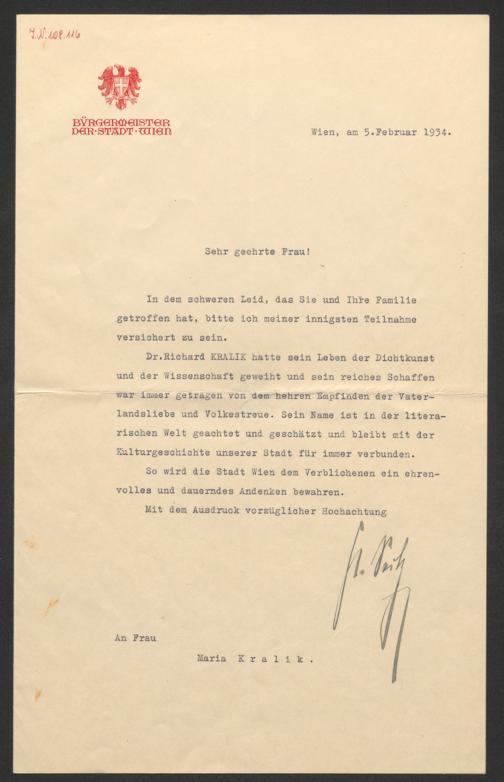 I.N. 108.116
BÜRGERMEISTER
DER·STADT·WIEN
Wien, am 5.Februar 1934.
Sehr geehrte Frau!
In dem schweren Leid, das Sie und Ihre Familie
getroffen hat, bitte ich meiner innigsten Teilnahme
versichert zu sein.
Dr.Richard KRALIK hatte sein Leben der Dichtkunst
und der Wissenschaft geweiht und sein reiches Schaffen
war immer getragen von dem hehren Empfinden der Vater-
landsliebe und Volkestreue. Sein Name ist in der litera-
rischen Welt geachtet und geschätzt und bleibt mit der
Kulturgeschichte unserer Stadt für immer verbunden.
So wird die Stadt Wien dem Verblichenen ein ehren-
volles und dauerndes Andenken bewahren.
Mit dem Ausdruck vorzüglicher Hochachtung
An Frau
Maria K r a l i k .